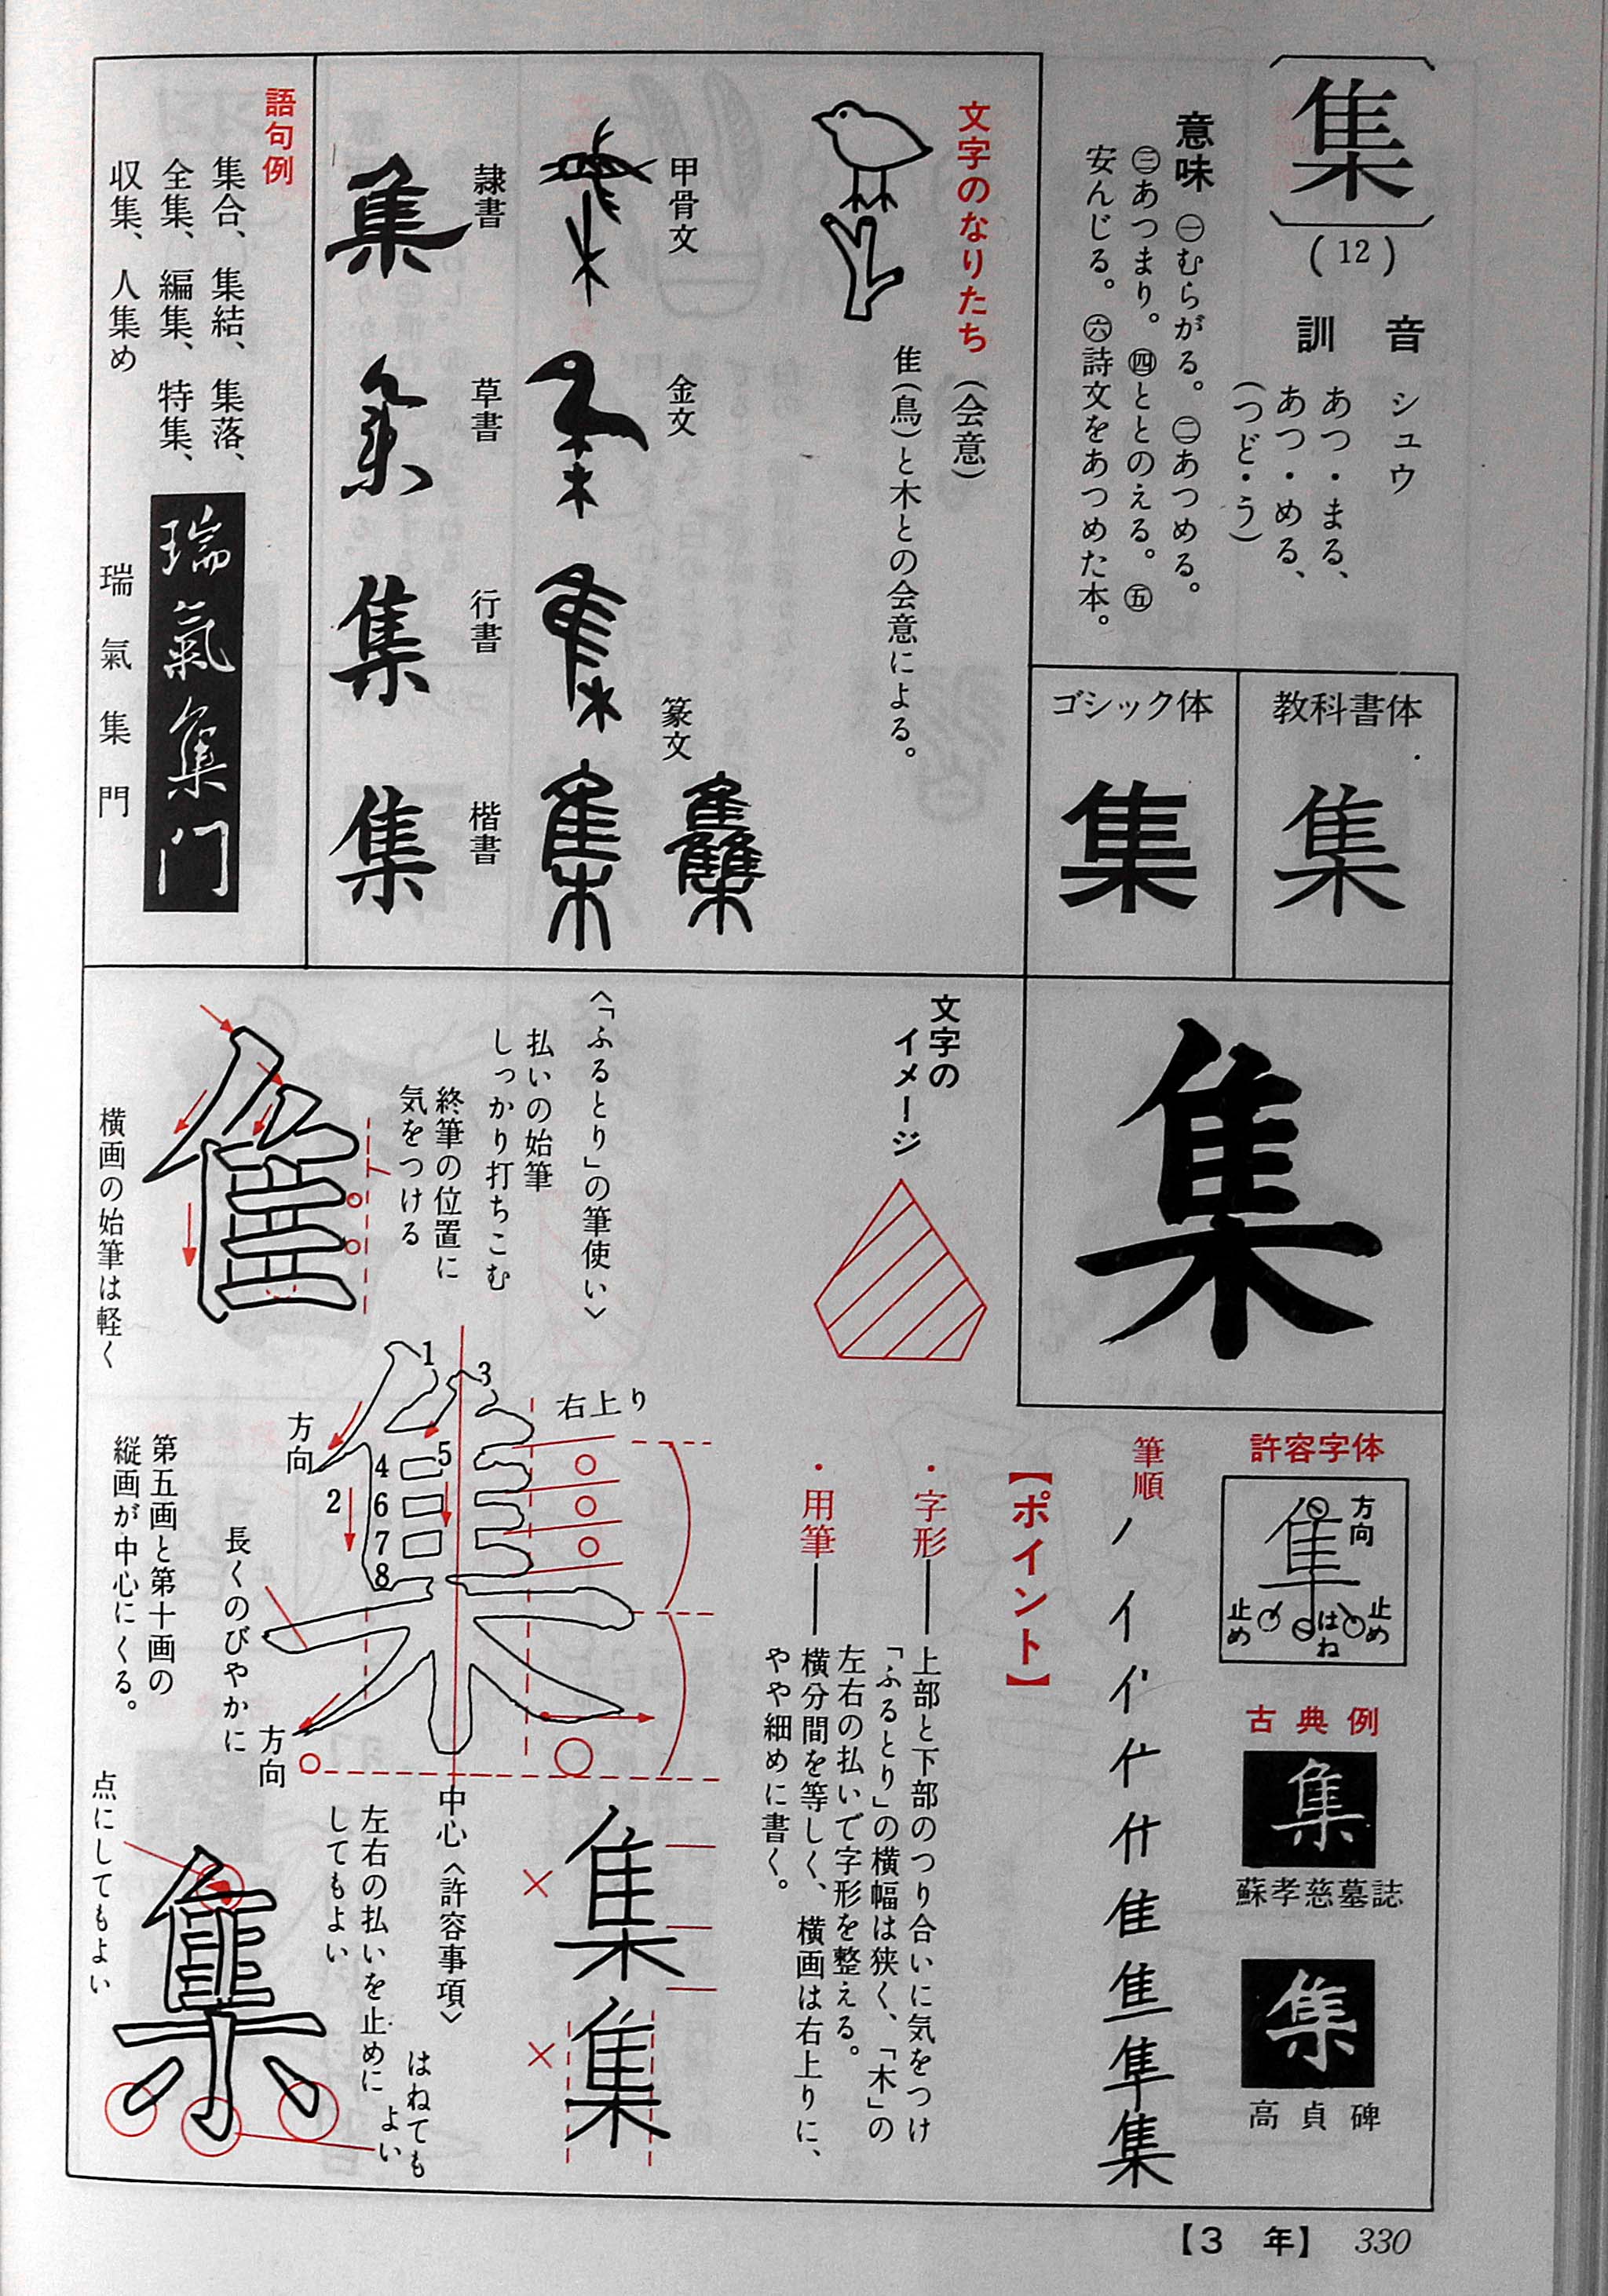 集
(12)
音 シュウ
訓 あつ・まる、
あつ・める、
(つど・う)
意味 ㊀むらがる。㊁あつめる。
㊂あつまり。㊃ととのえる。㊄
安んじる。㊅詩文をあつめた本。
教科書体
集
ゴシック体
集
文字のなりたち (会意)
隹(鳥)と木との会意による。
甲骨文
金文
篆文
隷書
草書
行書
楷書
集
集
集
集
語句例
集合、集結、集落、
全集、編集、特集、
収集、人集め
瑞氣集門
瑞氣集門
集
許容字体
方向
止め
はね
止め
古典例
集
蘇孝慈墓誌
集
高貞碑
筆順
集
【ポイント】
・字形――上部と下部のつり合いに気をつけ
「ふるとり」の横幅は狭く、「木」の
左右の払いで字形を整える。
・用筆――横分間を等しく、横画は右上りに、
やや細めに書く。
文字の
イメージ
〈「ふるとり」の筆使い〉
払いの始筆
しっかり打ちこむ
終筆の位置に
気をつける
横画の始筆は軽く
右上り
1
3
5
4
2
6
7
8
方向
長くのびやかに
方向
中心
第五画と第十画の
縦画が中心にくる。
集
集
〈許容事項〉
はねても
よい
左右の払いを止めに
してもよい
点にしてもよい
集
【3年】 330